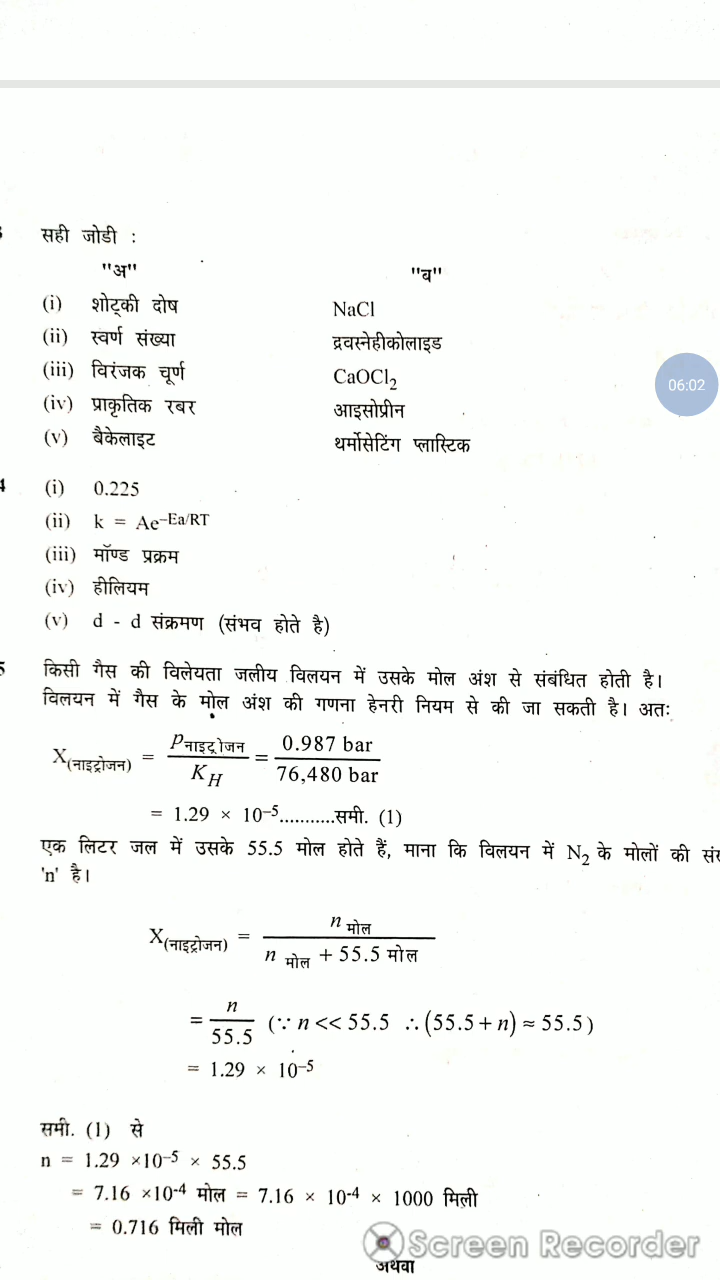 सही जोडी :
"अ" "ब"
(i) शोट्की दोष NaCl
(ii) स्वर्ण संख्या द्रवस्नेहीकोलाइड
(iii) विरंजक चूर्ण CaOCl₂
(iv) प्राकृतिक रबर आइसोप्रीन
(v) बैकेलाइट थर्मोसेटिंग प्लास्टिक
06:02
4 (i) 0.225
(ii) k = Ae^–Ea/RT
(iii) मॉण्ड प्रक्रम
(iv) हीलियम
(v) d - d संक्रमण (संभव होते है)
5 किसी गैस की विलेयता जलीय विलयन में उसके मोल अंश से संबंधित होती है।
विलयन में गैस के मोल अंश की गणना हेनरी नियम से की जा सकती है। अतः
X(नाइट्रोजन) = pनाइट्रोजन / K_H = 0.987 bar / 76,480 bar
= 1.29 × 10⁻⁵...........समी. (1)
एक लिटर जल में उसके 55.5 मोल होते हैं, माना कि विलयन में N₂ के मोलों की
'n' है।
X(नाइट्रोजन) = n मोल / n मोल + 55.5 मोल
= n / 55.5 (∵ n << 55.5 ∴ (55.5 + n) ≈ 55.5)
= 1.29 × 10⁻⁵
समी. (1) से
n = 1.29 ×10⁻⁵ × 55.5
= 7.16 ×10⁻⁴ मोल = 7.16 × 10⁻⁴ × 1000 मिली
= 0.716 मिली मोल
Screen Recorder
अथवा